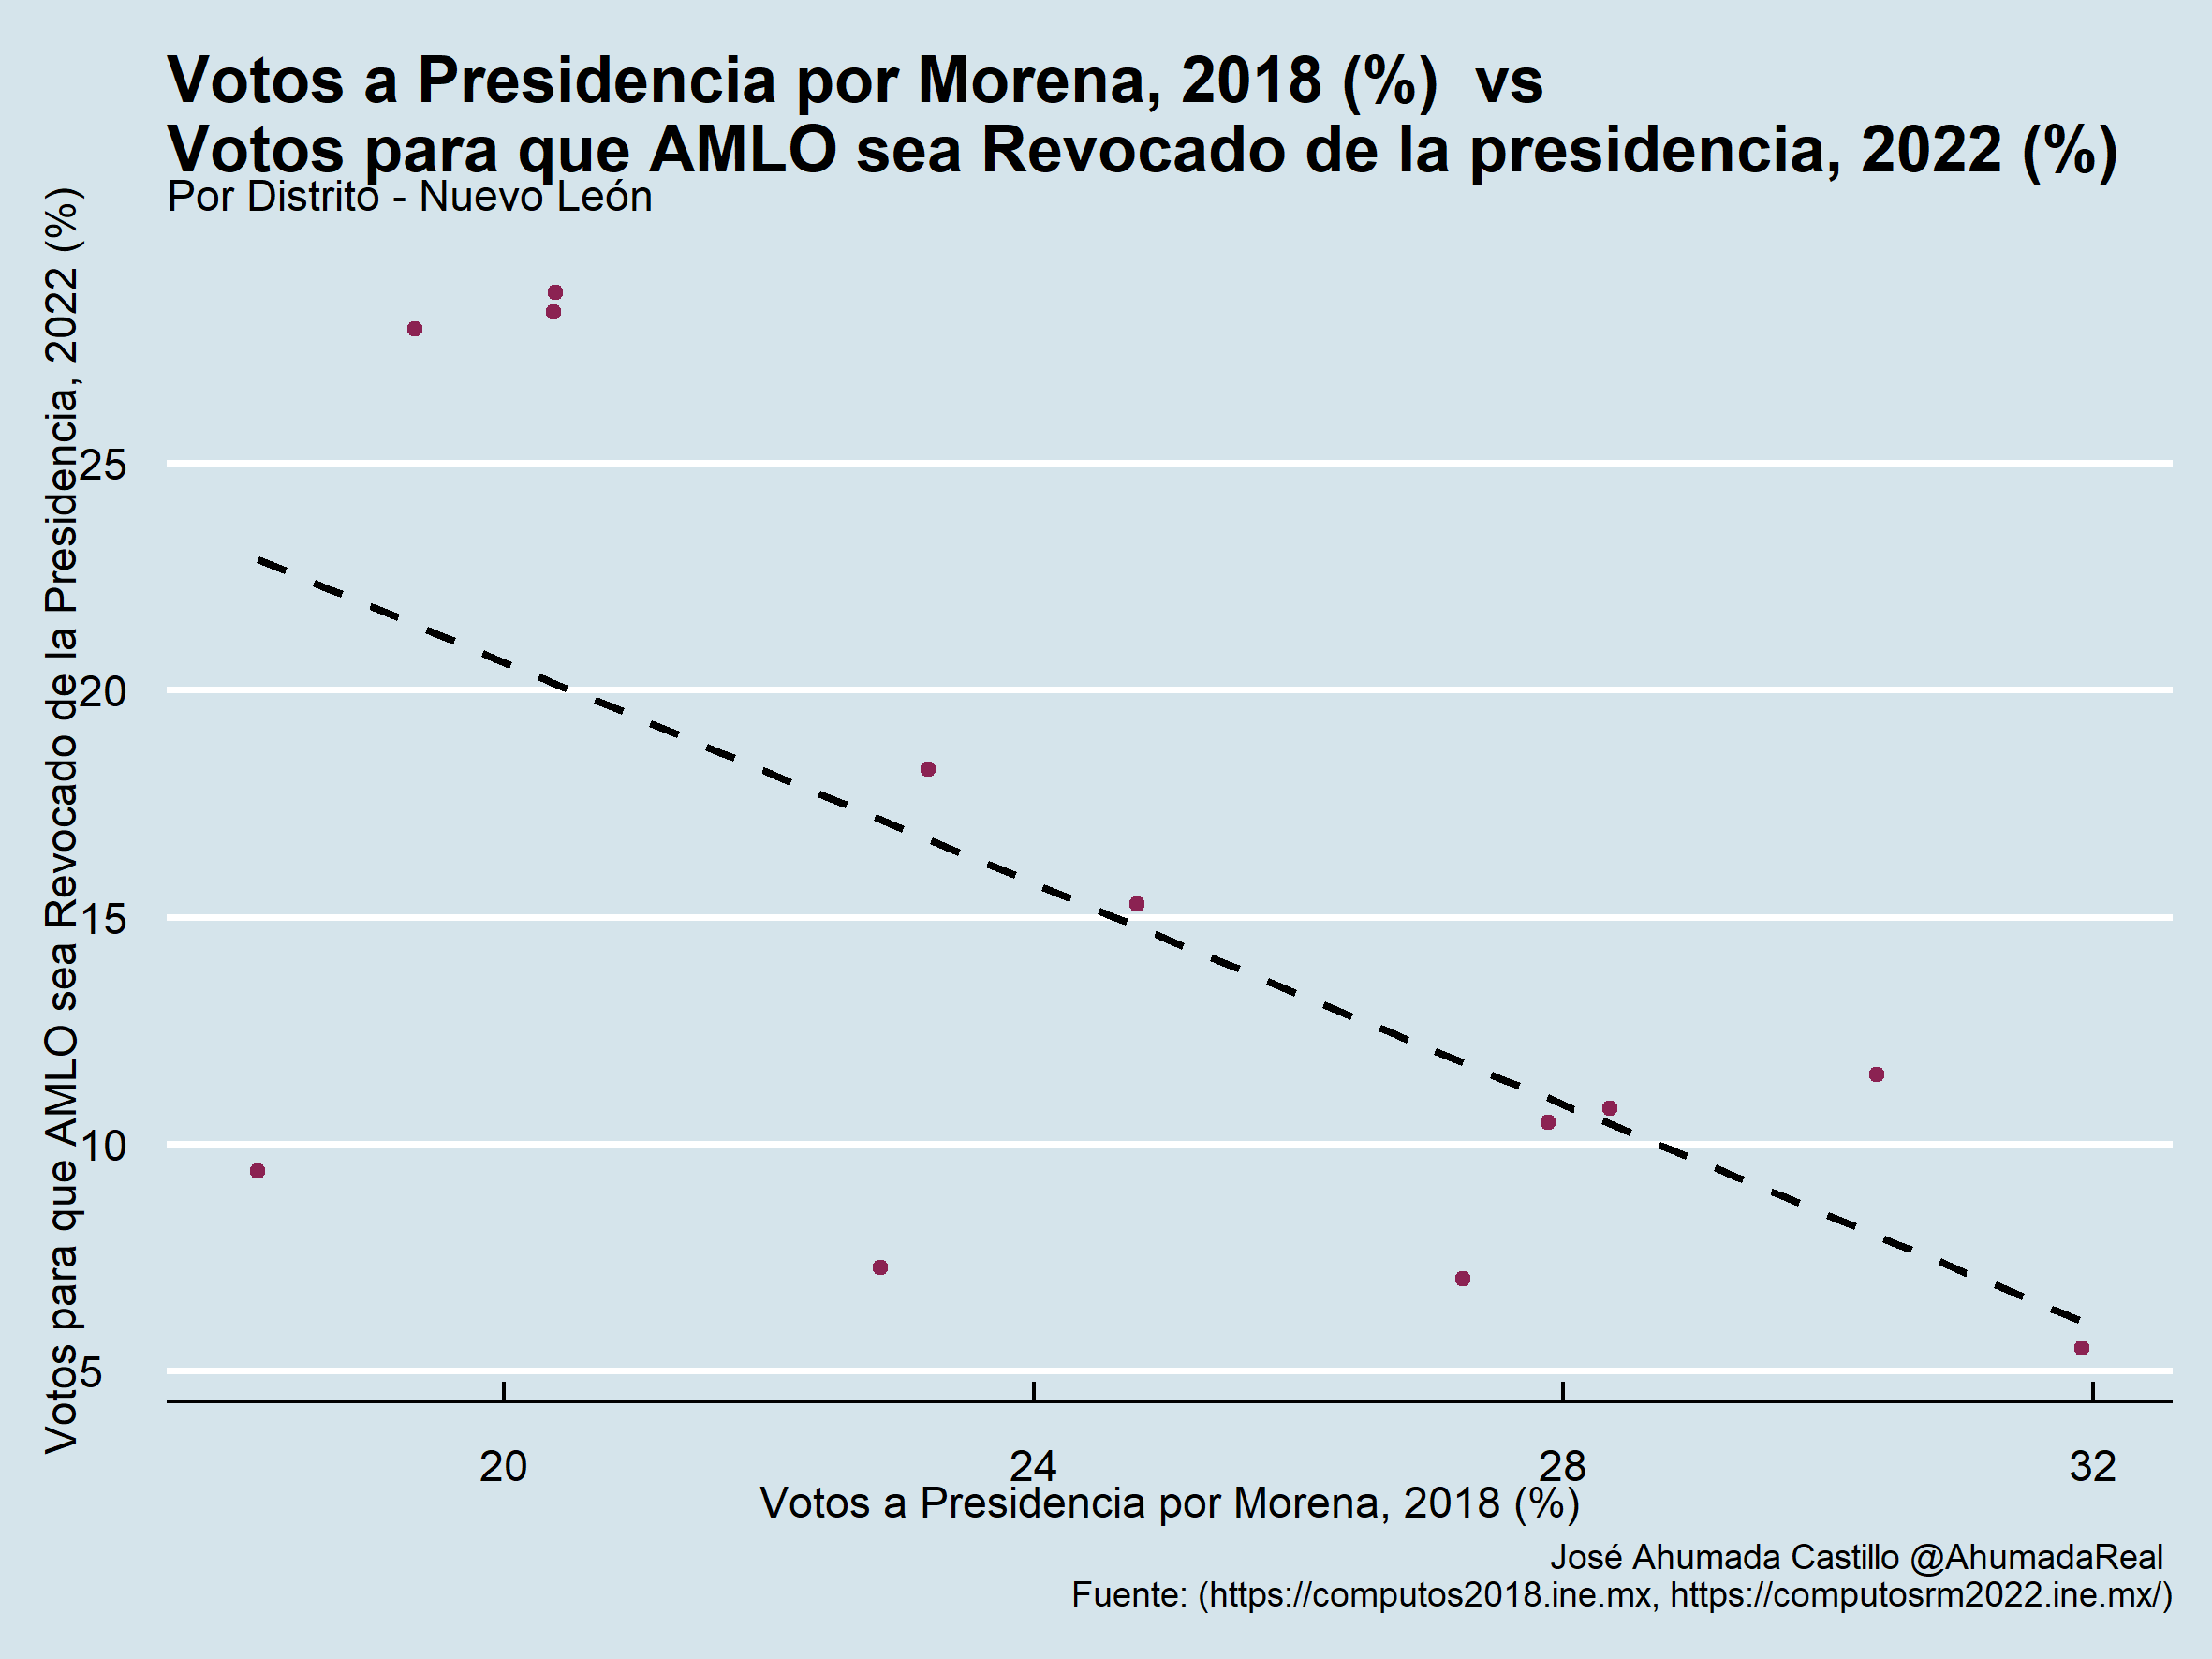 Votos a Presidencia por Morena, 2018 (%)  vs
Votos para que AMLO sea Revocado de la presidencia, 2022 (%)
Por Distrito - Nuevo León
Votos para que AMLO sea Revocado de la Presidencia, 2022 (%)
25
20
15
10
5
20
24
28
32
Votos a Presidencia por Morena, 2018 (%)
José Ahumada Castillo @AhumadaReal
Fuente: (https://computos2018.ine.mx, https://computosrm2022.ine.mx/)